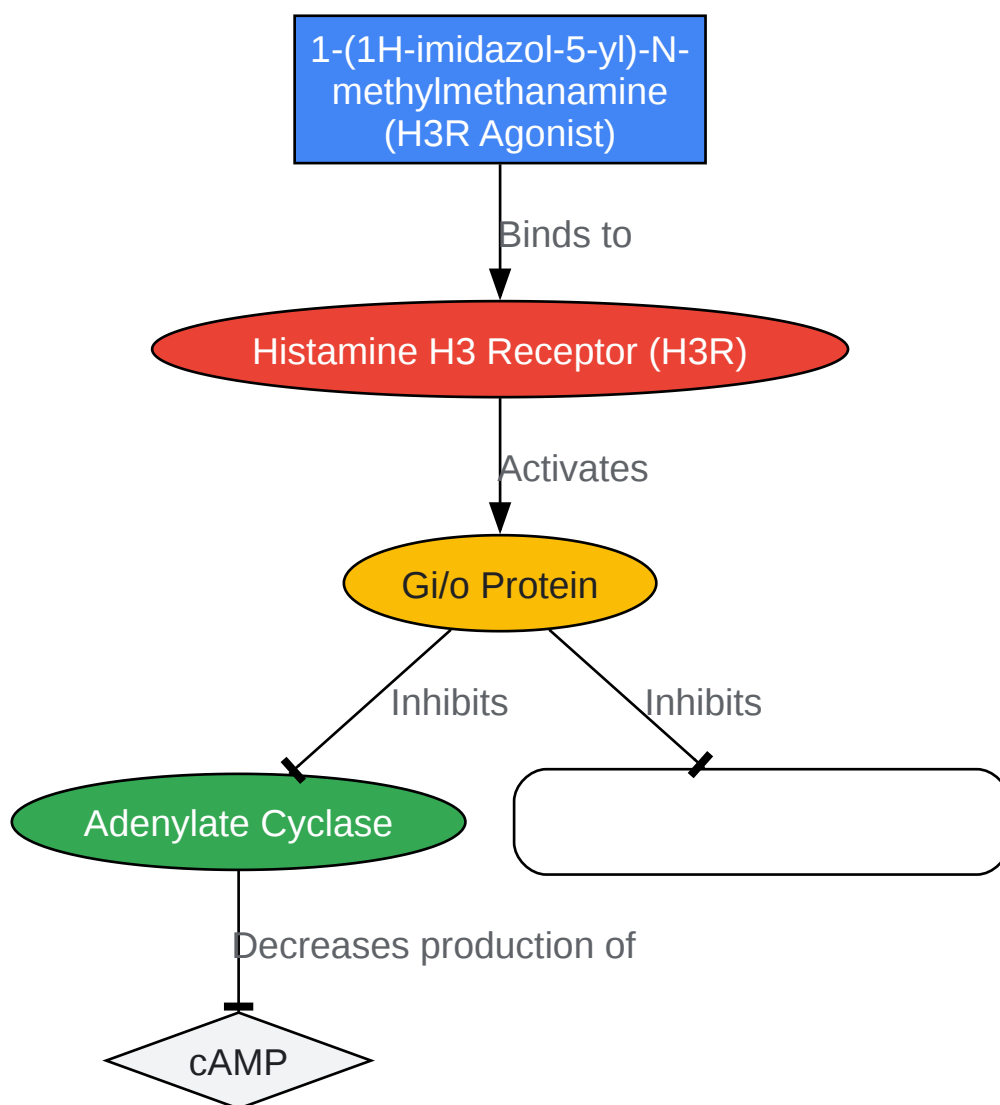 1-(1H-imidazol-5-yl)-N-
methylmethanamine
(H3R Agonist)
Binds to
Histamine H3 Receptor (H3R)
Activates
Gi/o Protein
Inhibits
Inhibits
Adenylate Cyclase
Decreases production of
cAMP